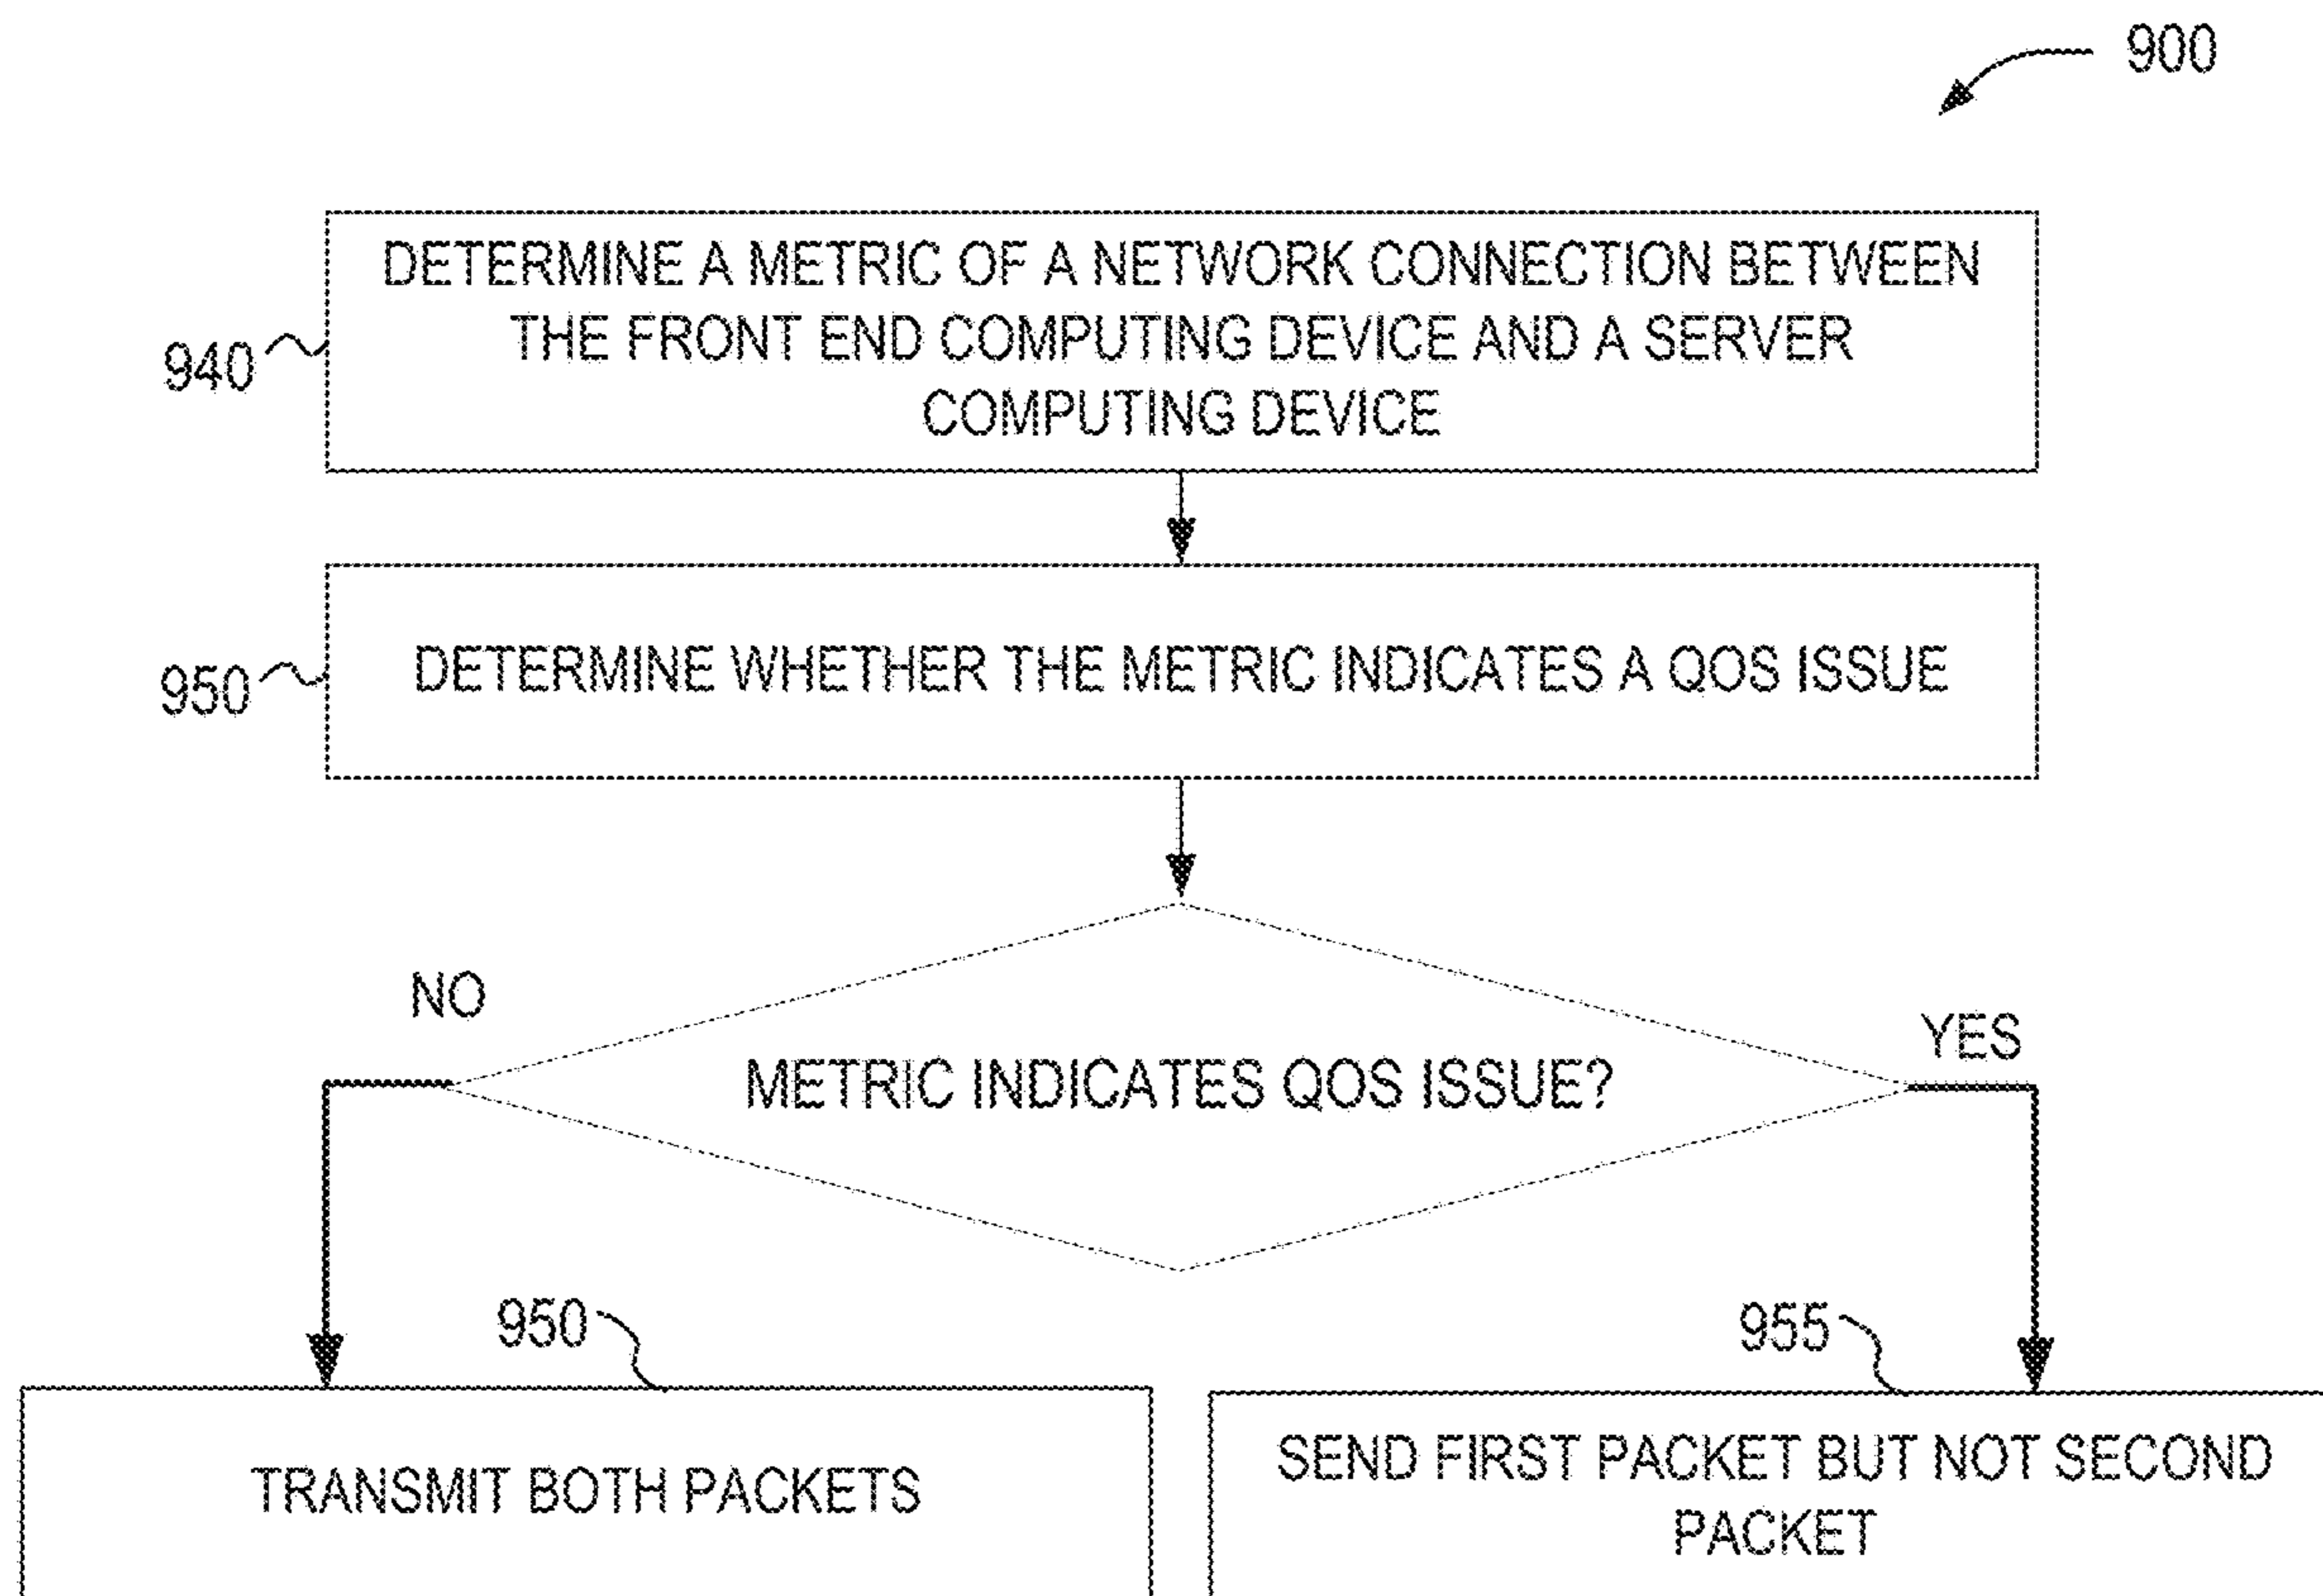 900
DETERMINE A METRIC OF A NETWORK CONNECTION BETWEEN
THE FRONT END COMPUTING DEVICE AND A SERVER
COMPUTING DEVICE
940
DETERMINE WHETHER THE METRIC INDICATES A QOS ISSUE
950
NO
YES
METRIC INDICATES QOS ISSUE?
950
955
TRANSMIT BOTH PACKETS
SEND FIRST PACKET BUT NOT SECOND
PACKET